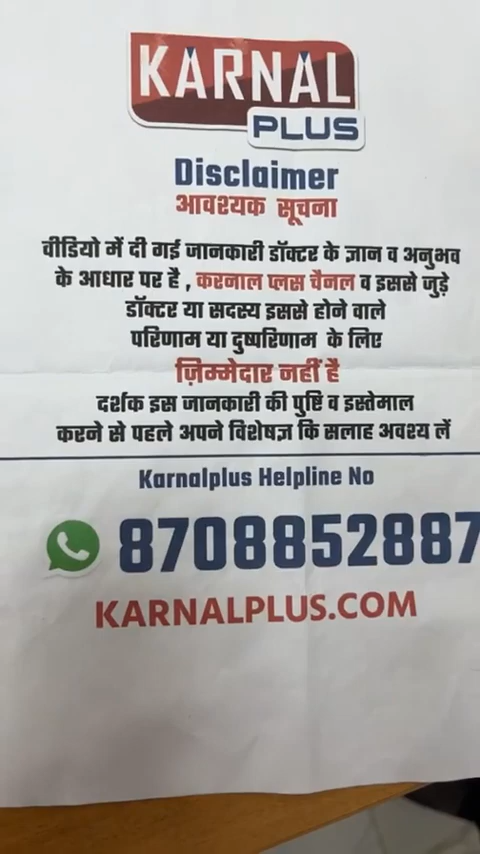 KARNAL
PLUS
Disclaimer
आवश्यक सूचना
वीडियो में दी गई जानकारी डॉक्टर के ज्ञान व अनुभव
के आधार पर है , करनाल प्लस चैनल व इससे जुड़े
डॉक्टर या सदस्य इससे होने वाले
परिणाम या दुष्परिणाम के लिए
ज़िम्मेदार नहीं है
दर्शक इस जानकारी की पुष्टि व इस्तेमाल
करने से पहले अपने विशेषज्ञ कि सलाह अवश्य लें
Karnalplus Helpline No
8708852887
KARNALPLUS.COM